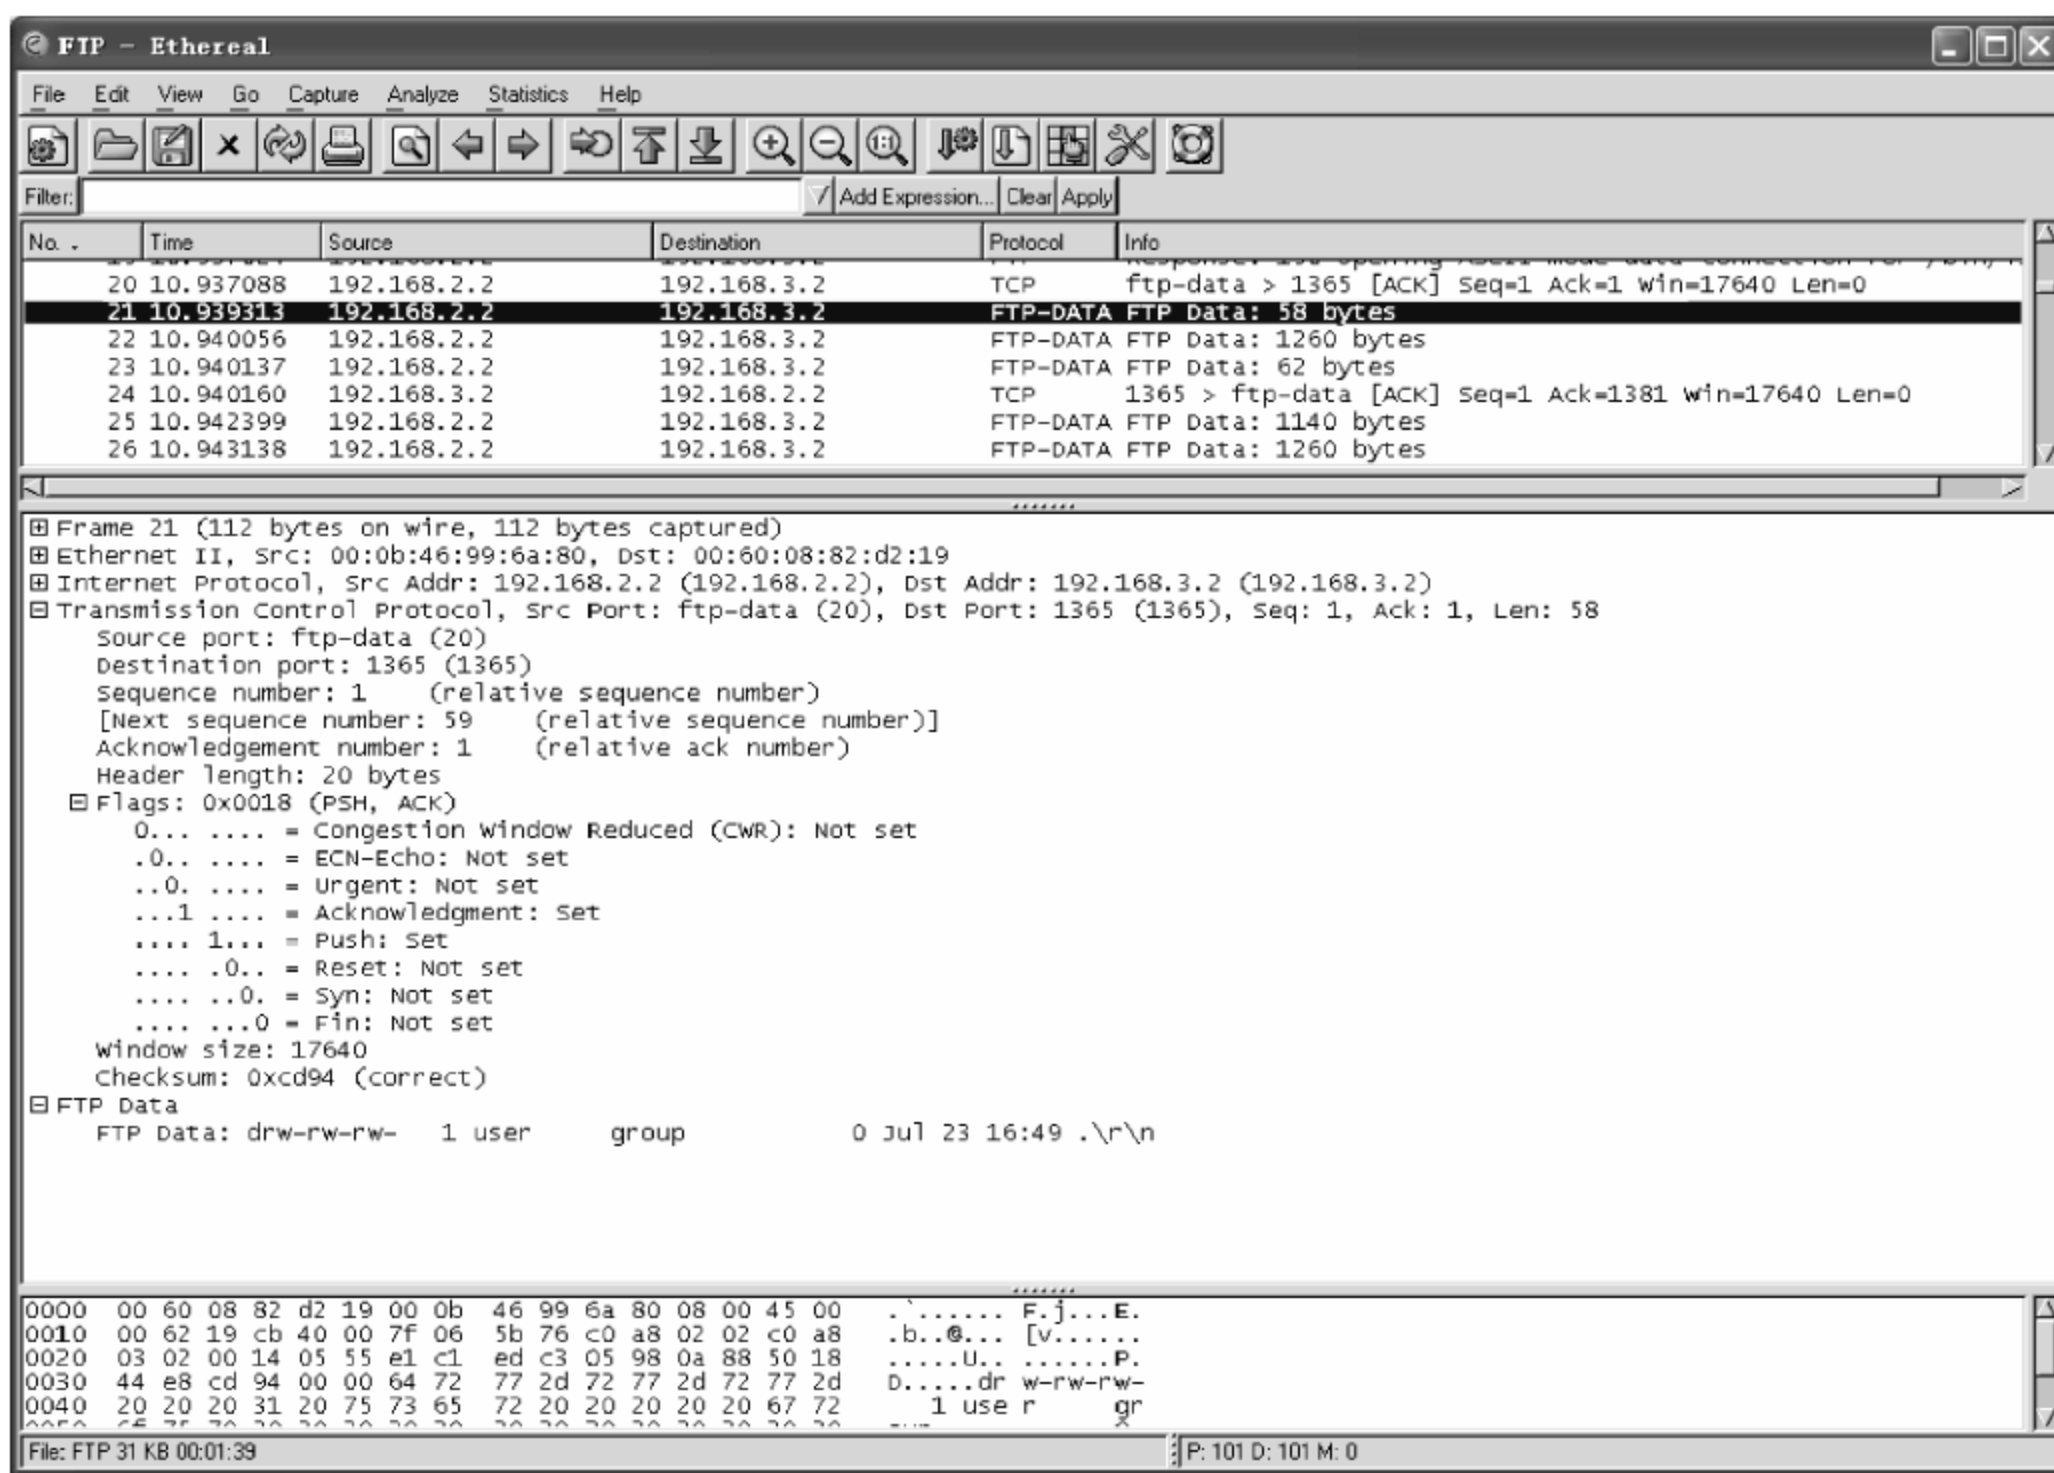 FTP - Ethereal
File Edit View Go Capture Analyze Statistics Help
Filter: Add Expression... Clear Apply
No. . Time Source Destination Protocol Info
20 10.937088 192.168.2.2 192.168.3.2 TCP ftp-data > 1365 [ACK] Seq=1 Ack=1 Win=17640 Len=0
21 10.939313 192.168.2.2 192.168.3.2 FTP-DATA FTP Data: 58 bytes
22 10.940056 192.168.2.2 192.168.3.2 FTP-DATA FTP Data: 1260 bytes
23 10.940137 192.168.2.2 192.168.3.2 FTP-DATA FTP Data: 62 bytes
24 10.940160 192.168.3.2 192.168.2.2 TCP 1365 > ftp-data [ACK] Seq=1 Ack=1381 Win=17640 Len=0
25 10.942399 192.168.2.2 192.168.3.2 FTP-DATA FTP Data: 1140 bytes
26 10.943138 192.168.2.2 192.168.3.2 FTP-DATA FTP Data: 1260 bytes
Frame 21 (112 bytes on wire, 112 bytes captured)
Ethernet II, Src: 00:0b:46:99:6a:80, Dst: 00:60:08:82:d2:19
Internet Protocol, Src Addr: 192.168.2.2 (192.168.2.2), Dst Addr: 192.168.3.2 (192.168.3.2)
Transmission Control Protocol, Src Port: ftp-data (20), Dst Port: 1365 (1365), Seq: 1, Ack: 1, Len: 58
Source port: ftp-data (20)
Destination port: 1365 (1365)
Sequence number: 1 (relative sequence number)
[Next sequence number: 59 (relative sequence number)]
Acknowledgement number: 1 (relative ack number)
Header length: 20 bytes
Flags: 0x0018 (PSH, ACK)
0... .... = Congestion Window Reduced (CWR): Not set
.0.. .... = ECN-Echo: Not set
..0. .... = Urgent: Not set
...1 .... = Acknowledgment: Set
.... 1... = Push: Set
.... .0.. = Reset: Not set
.... ..0. = Syn: Not set
.... ...0 = Fin: Not set
Window size: 17640
Checksum: 0xcd94 (correct)
FTP Data
FTP Data: drw-rw-rw- 1 user group 0 Jul 23 16:49 .\r\n
0000 00 60 08 82 d2 19 00 0b 46 99 6a 80 08 00 45 00 .`...... F.j...E.
0010 00 62 19 cb 40 00 7f 06 5b 76 c0 a8 02 02 c0 a8 .b..@... [v......
0020 03 02 00 14 05 55 e1 c1 ed c3 05 98 0a 88 50 18 .....U.. ......P.
0030 44 e8 cd 94 00 00 64 72 77 2d 72 77 2d 72 77 2d D.....dr w-rw-rw-
0040 20 20 20 31 20 75 73 65 72 20 20 20 20 20 67 72 1 use r gr
File: FTP 31 KB 00:01:39 P: 101 D: 101 M: 0